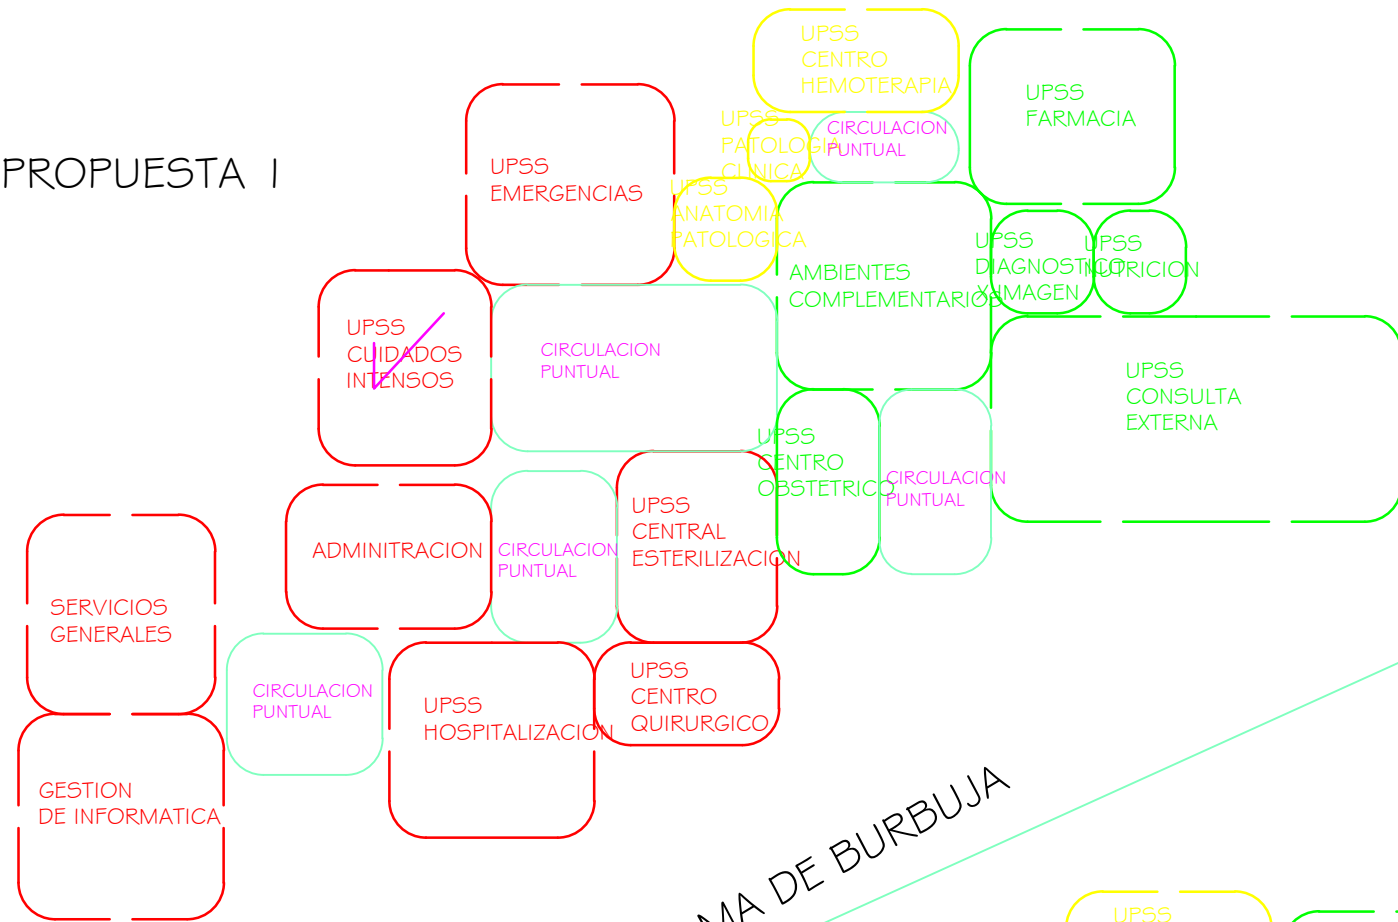 PROPUESTA I
UPSS
CENTRO
HEMOTERAPIA
UPSS
FARMACIA
UPSS
PATOLOGIA
CLINICA
CIRCULACION
PUNTUAL
UPSS
EMERGENCIAS
UPSS
ANATOMIA
PATOLOGICA
AMBIENTES
COMPLEMENTARIOS
UPSS
DIAGNOSTICO
X IMAGEN
UPSS
NUTRICION
UPSS
CUIDADOS
INTENSOS
CIRCULACION
PUNTUAL
UPSS
CONSULTA
EXTERNA
UPSS
CENTRO
OBSTETRICO
CIRCULACION
PUNTUAL
ADMINITRACION
CIRCULACION
PUNTUAL
UPSS
CENTRAL
ESTERILIZACION
SERVICIOS
GENERALES
CIRCULACION
PUNTUAL
UPSS
HOSPITALIZACION
UPSS
CENTRO
QUIRURGICO
GESTION
DE INFORMATICA
MA DE BURBUJA
UPSS